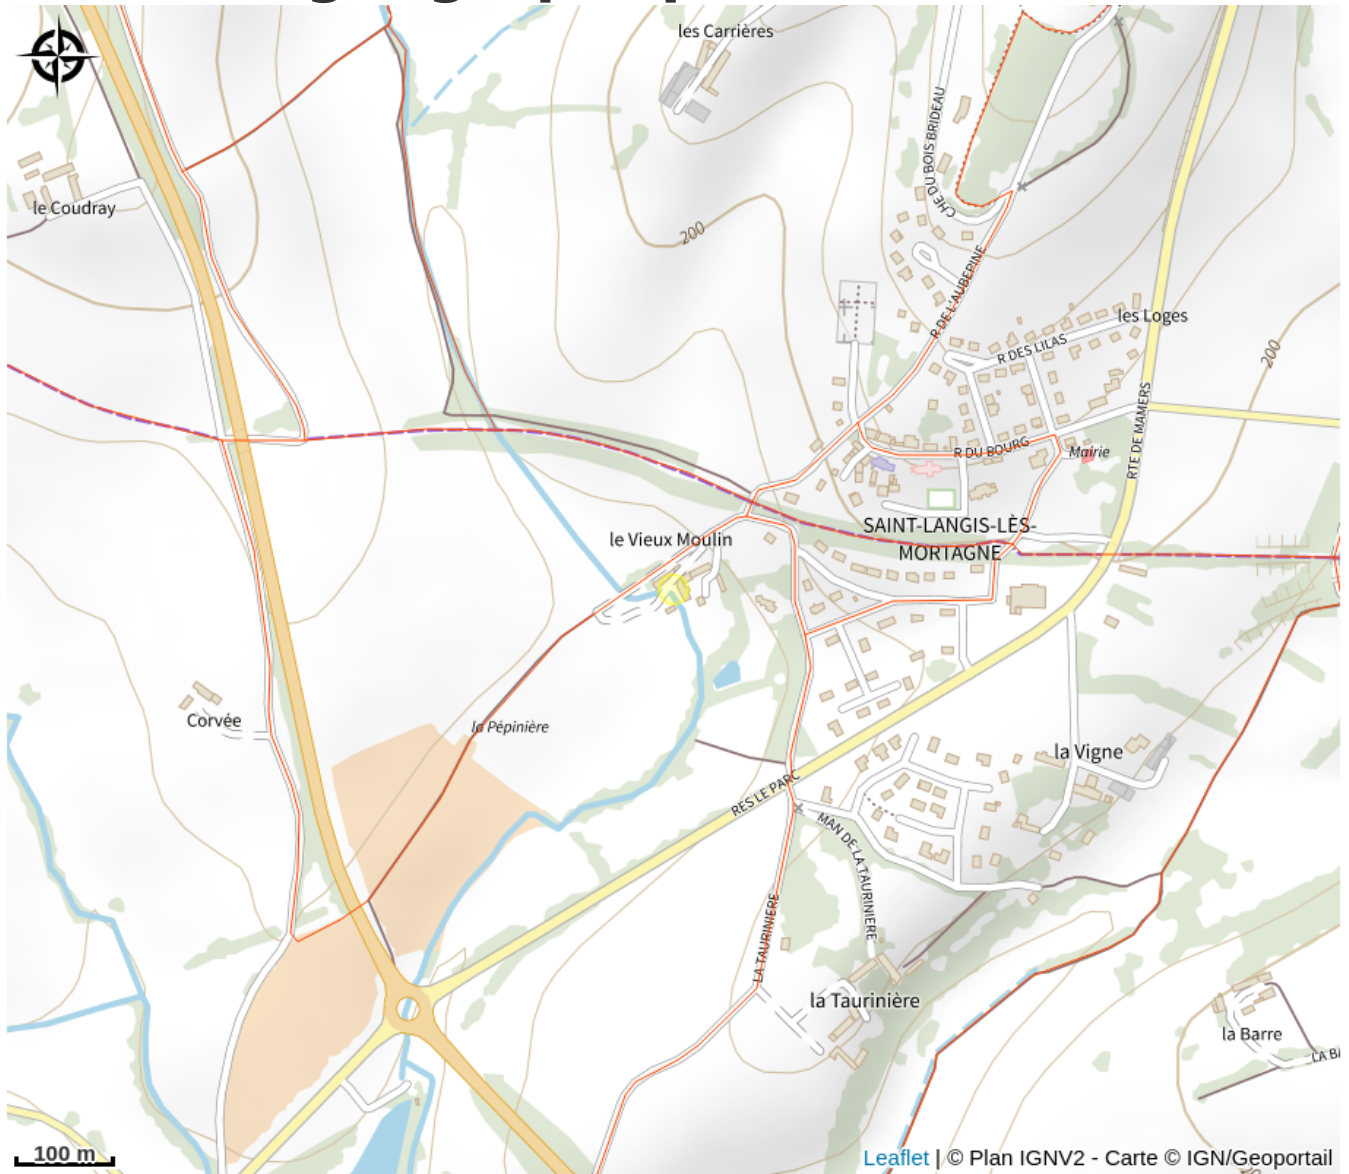 les Carrières
CHE DU BOIS BRIDEAU
le Coudray
200
R DE L'AUBEPINE
les Loges
R DES LILAS
200
RTE DE MAMERS
R DU BOURG
Mairie
SAINT-LANGIS-LÈS-
MORTAGNE
le Vieux Moulin
Corvée
la Pépinière
la Vigne
RES LE PARC
MAN DE LA TAURINIERE
LA TAURINIERE
la Taurinière
la Barre
LA BA
100 m
Leaflet | © Plan IGNV2 - Carte © IGN/Geoportail